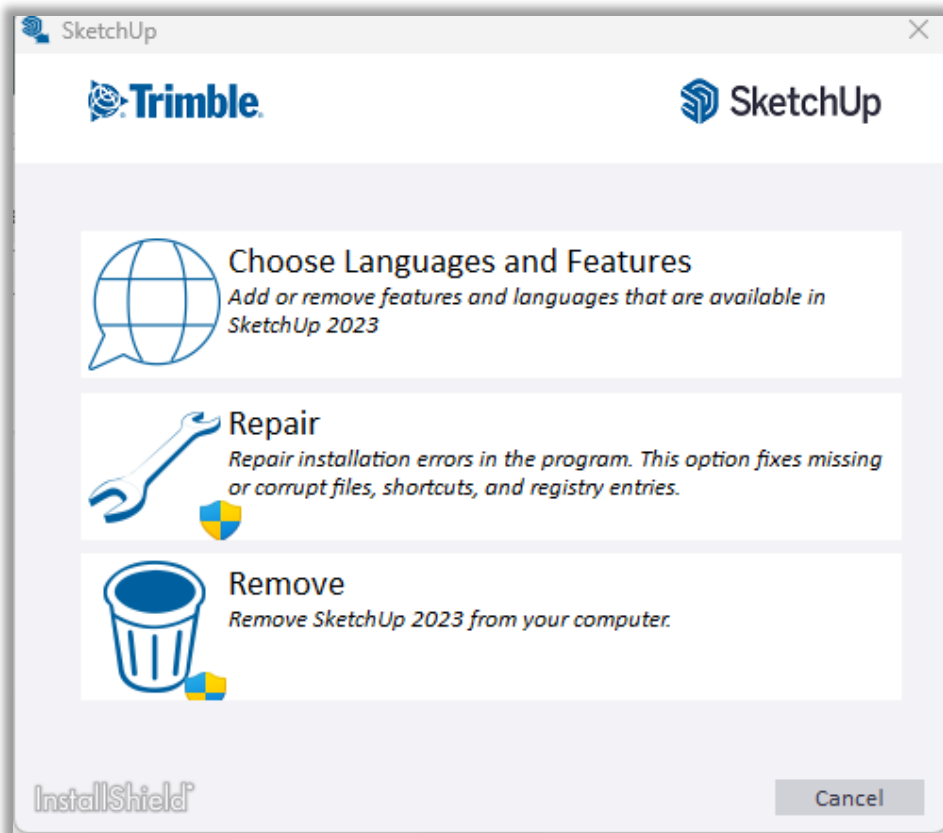 SketchUp
Trimble.
SketchUp
Choose Languages and Features
Add or remove features and languages that are available in
SketchUp 2023
Repair
Repair installation errors in the program. This option fixes missing
or corrupt files, shortcuts, and registry entries.
Remove
Remove SketchUp 2023 from your computer.
InstallShield
Cancel